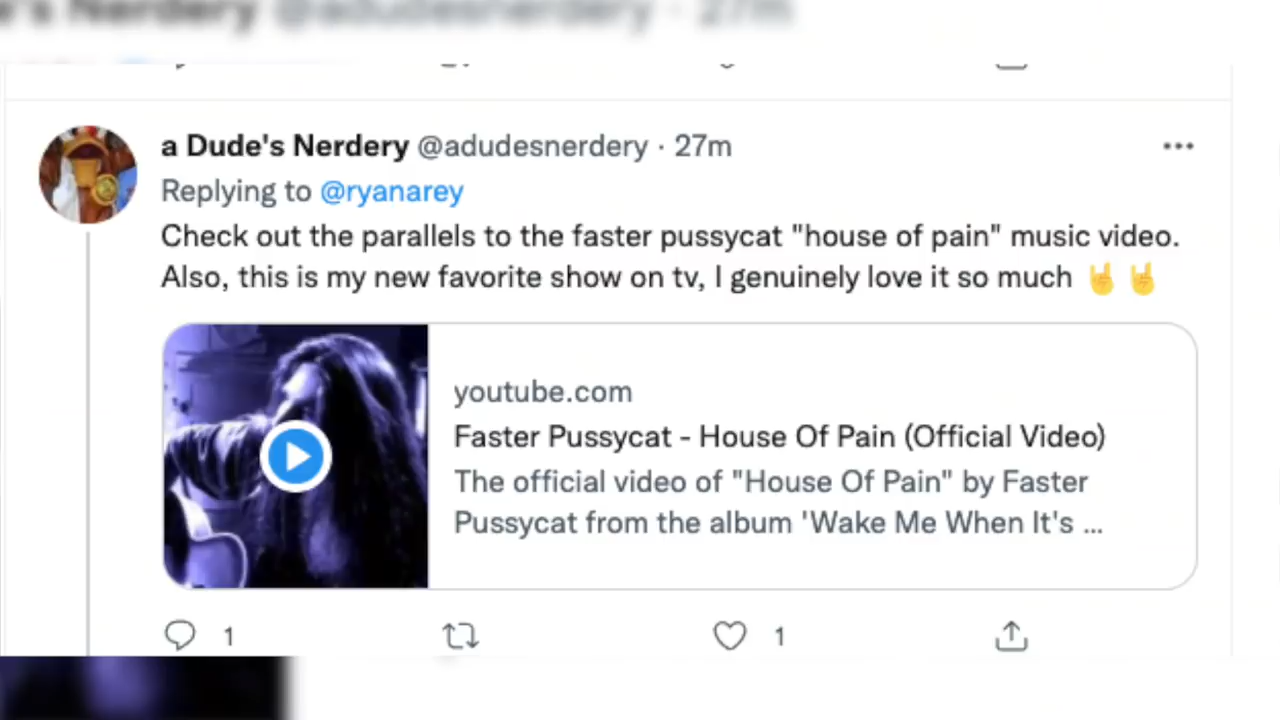 a Dude's Nerdery @adudesnerdery · 27m
Replying to @ryanarey
Check out the parallels to the faster pussycat "house of pain" music video.
Also, this is my new favorite show on tv, I genuinely love it so much 🤘 🤘
youtube.com
Faster Pussycat - House Of Pain (Official Video)
The official video of "House Of Pain" by Faster
Pussycat from the album 'Wake Me When It's ...
1
1